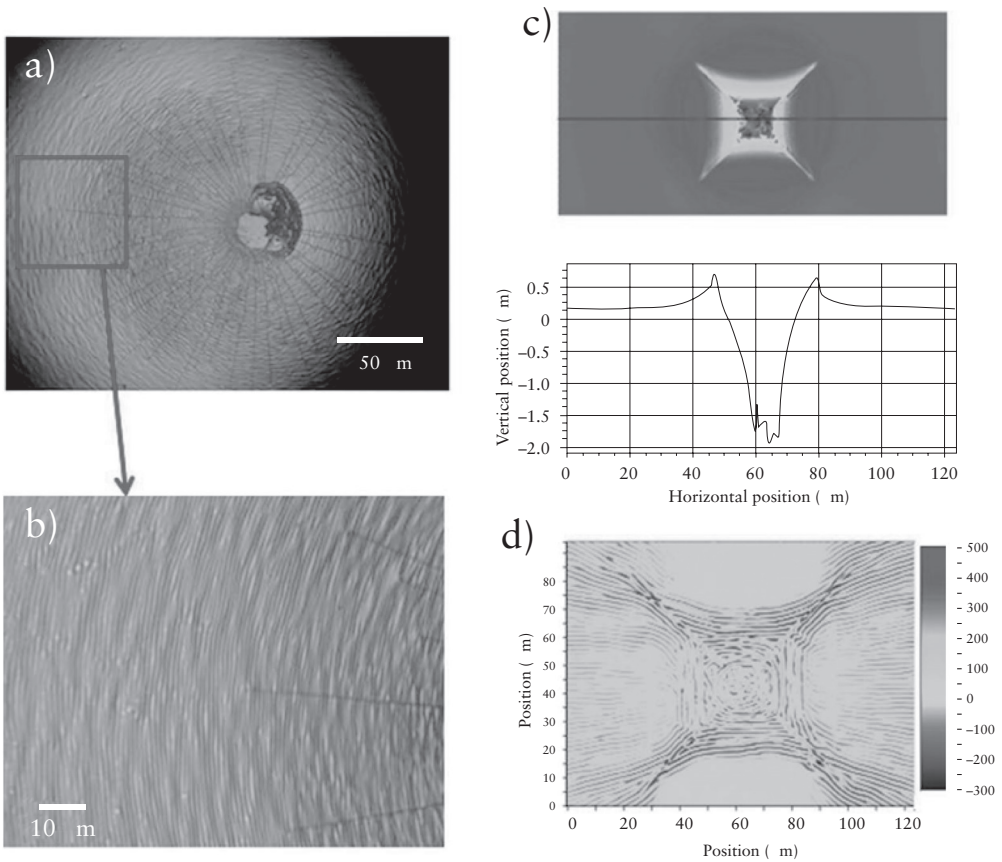 a)
50 m
b)
10 m
c)
Vertical position ( m)
0.5
0
–0.5
–1.0
–1.5
–2.0
0 20 40 60 80 100 120
Horizontal position ( m)
d)
Position ( m)
80
70
60
50
40
30
20
10
0
0 20 40 60 80 100 120
Position ( m)
500
400
300
200
100
0
–100
–200
–300